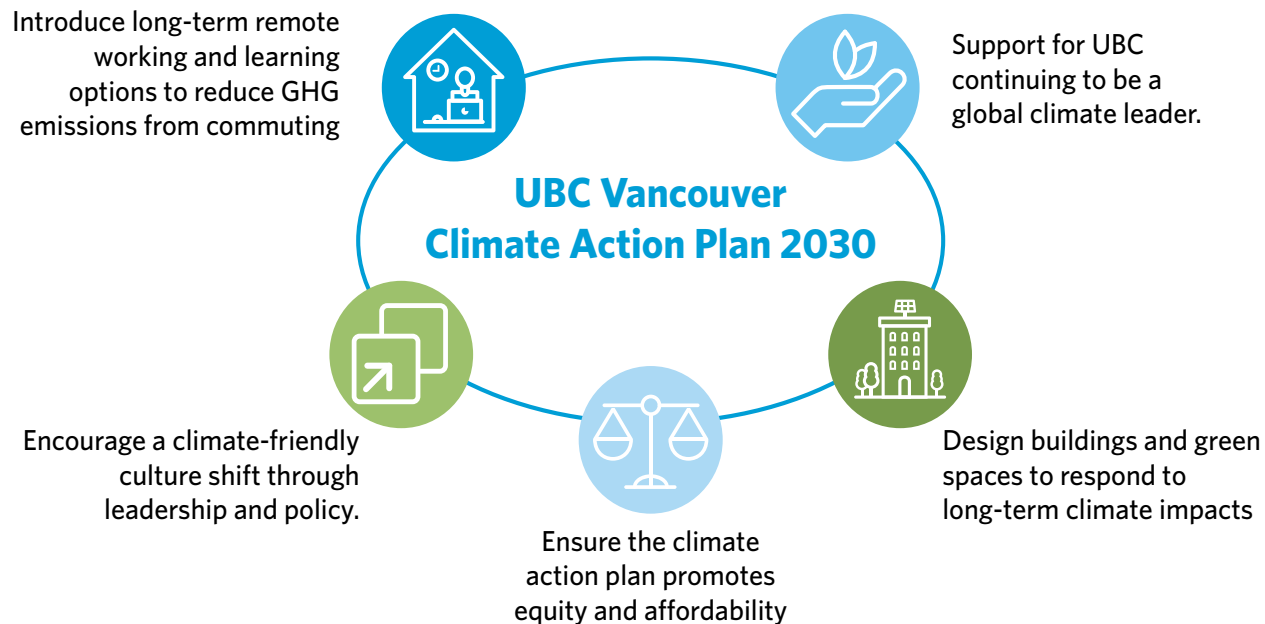 Introduce long-term remote
working and learning
options to reduce GHG
emissions from commuting
Support for UBC
continuing to be a
global climate leader.
UBC Vancouver
Climate Action Plan 2030
Encourage a climate-friendly
culture shift through
leadership and policy.
Ensure the climate
action plan promotes
equity and affordability
Design buildings and green
spaces to respond to
long-term climate impacts